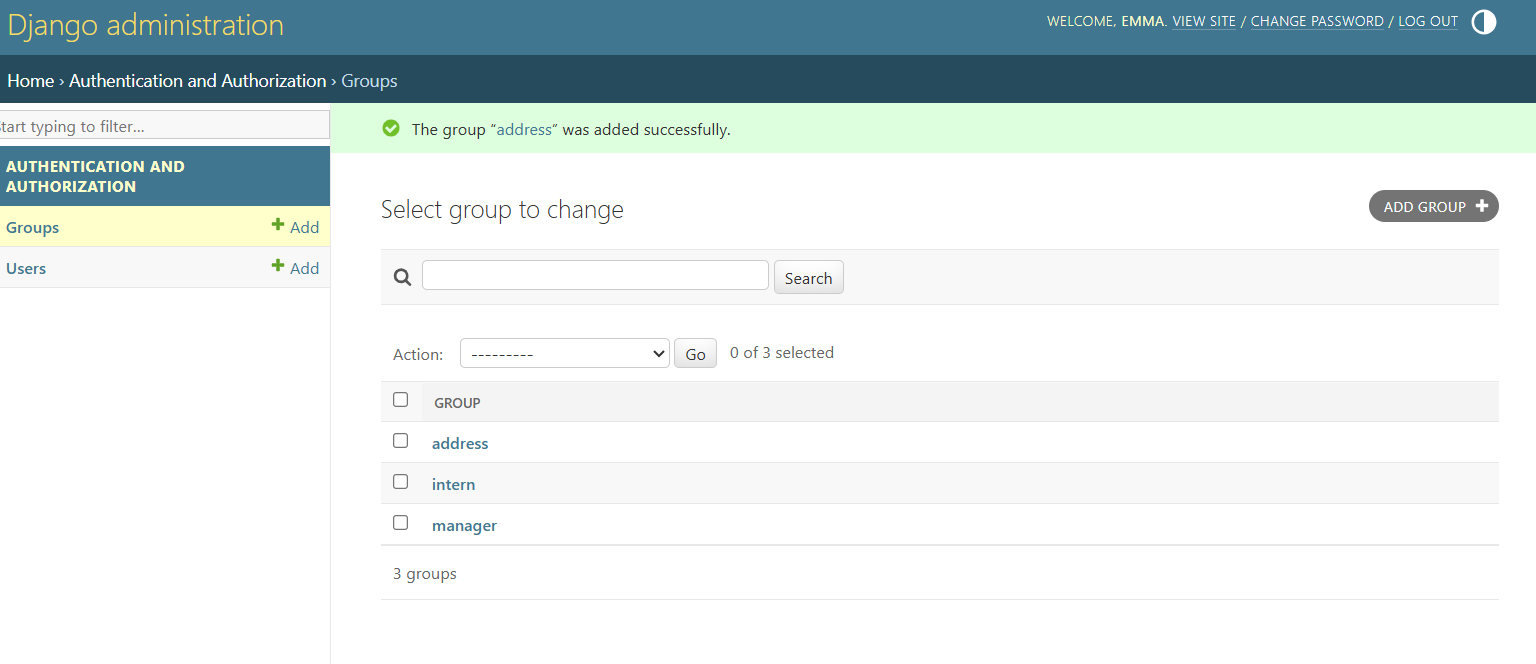 Django administration
WELCOME, EMMA. VIEW SITE / CHANGE PASSWORD / LOG OUT
Home › Authentication and Authorization › Groups
tart typing to filter...
The group “address” was added successfully.
AUTHENTICATION AND
AUTHORIZATION
Groups + Add
Users + Add
Select group to change
ADD GROUP +
Search
Action: --------- Go 0 of 3 selected
GROUP
address
intern
manager
3 groups